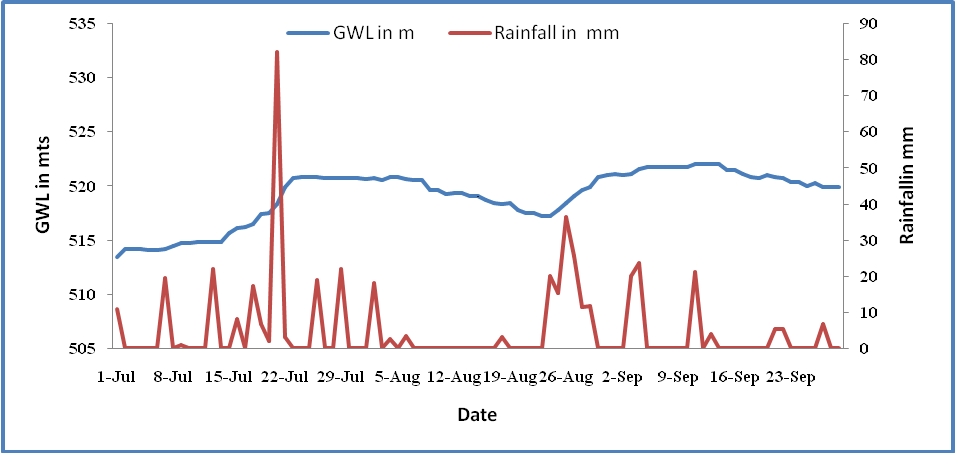 GWL in m
Rainfall in mm
535
530
525
520
515
510
505
GWL in mts
90
80
70
60
50
40
30
20
10
0
Rainfallin mm
1-Jul 8-Jul 15-Jul 22-Jul 29-Jul 5-Aug 12-Aug 19-Aug 26-Aug 2-Sep 9-Sep 16-Sep 23-Sep
Date